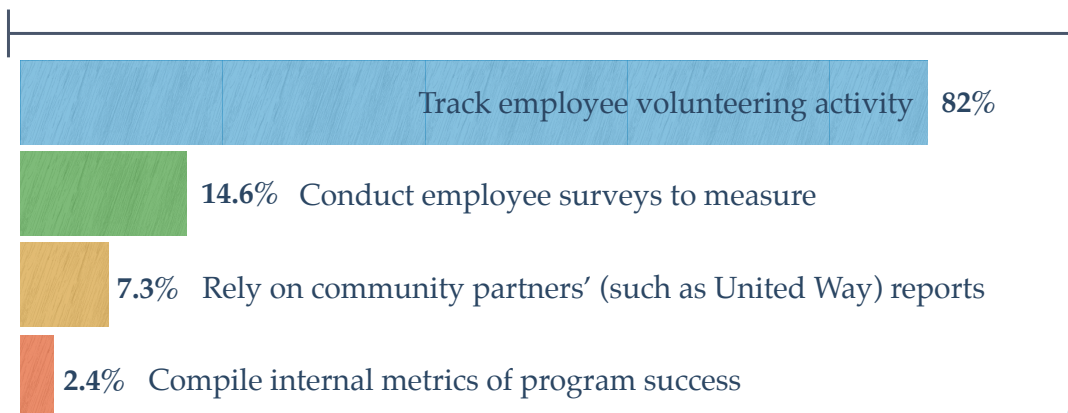 Track employee volunteering activity 82%
14.6% Conduct employee surveys to measure
7.3% Rely on community partners’ (such as United Way) reports
2.4% Compile internal metrics of program success